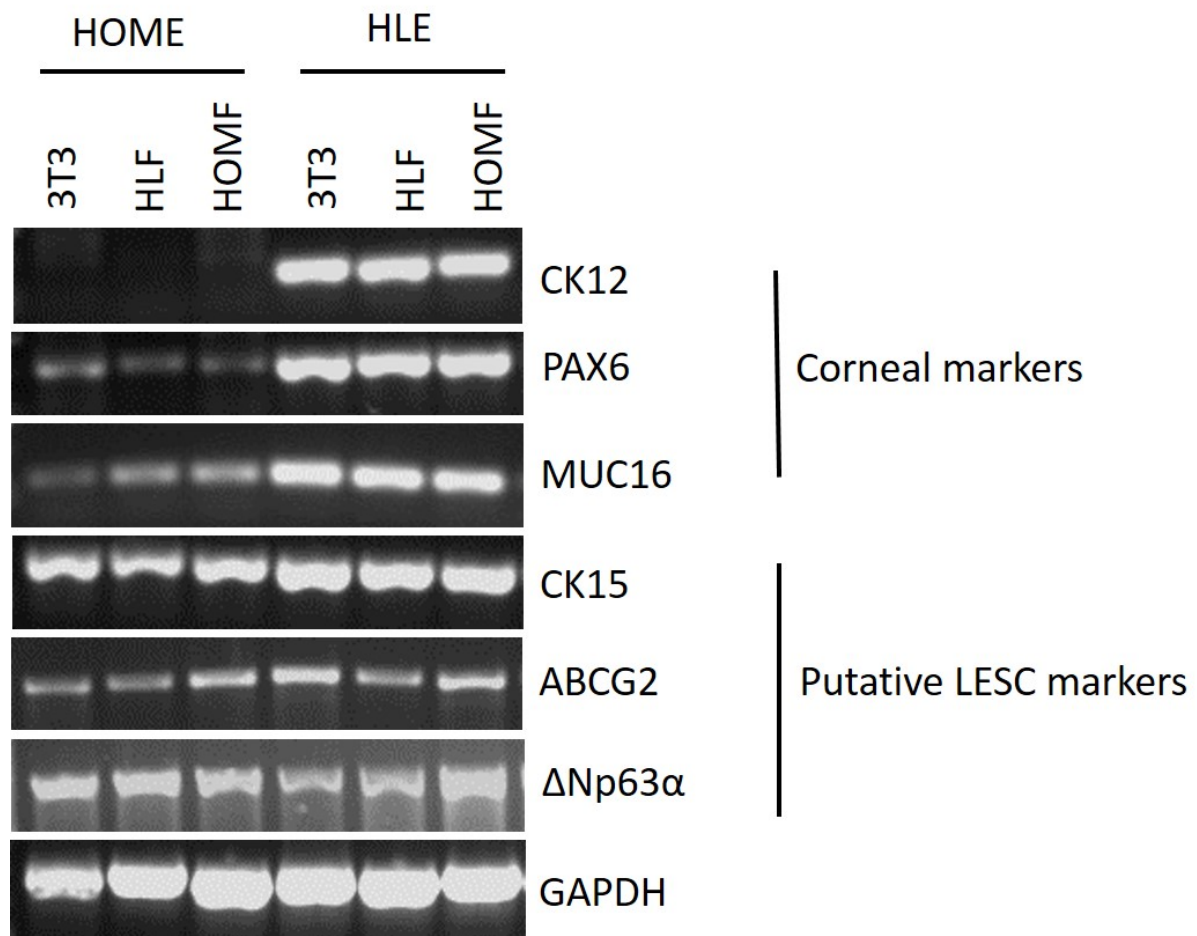 HOME HLE
3T3 HLF HOMF 3T3 HLF HOMF
CK12
PAX6
Corneal markers
MUC16
CK15
ABCG2
Putative LESC markers
ΔNp63α
GAPDH